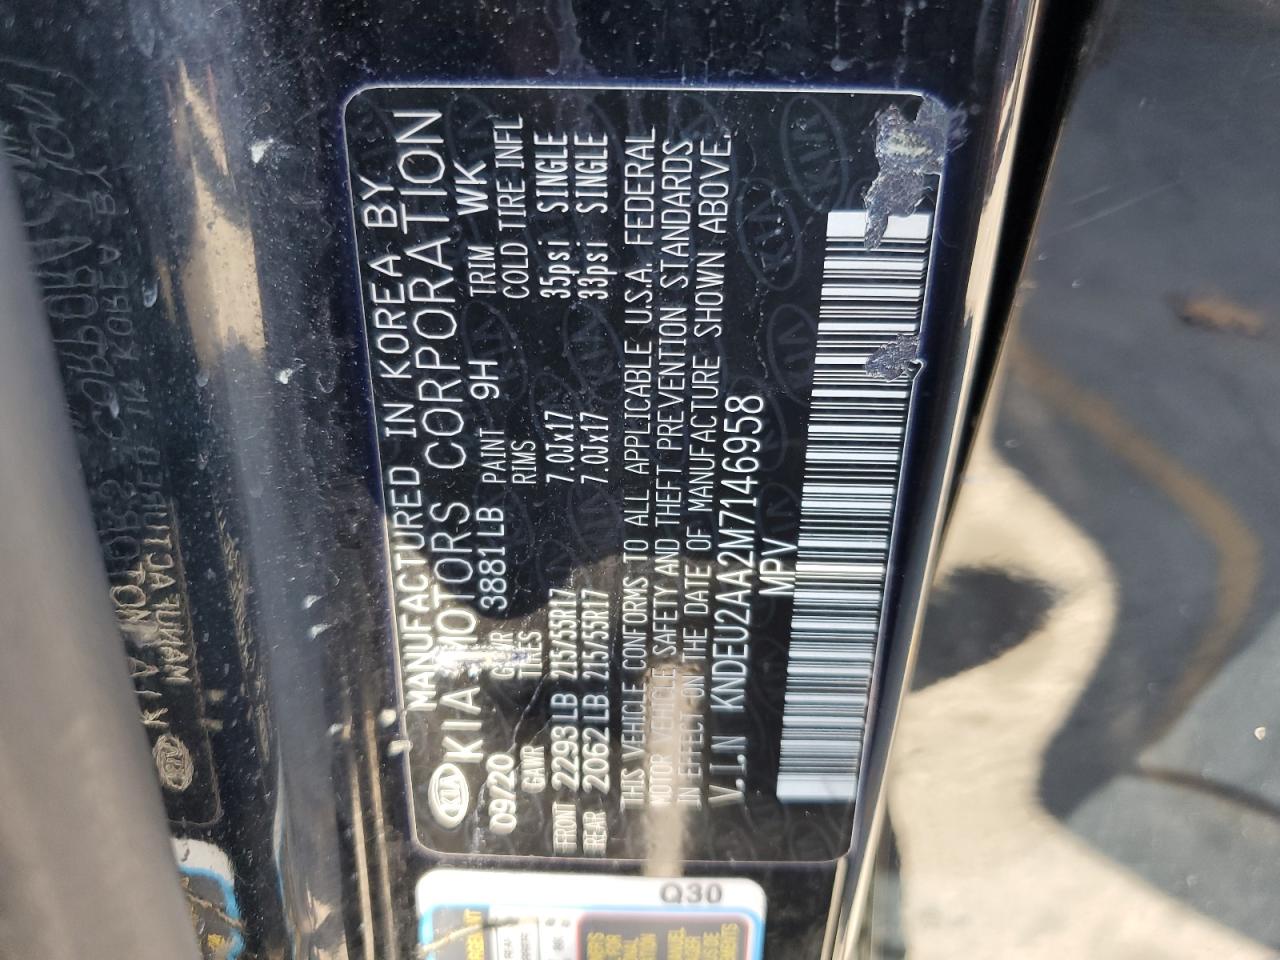 MANUFACTURED IN KOREA BY
KIA KIA MOTORS CORPORATION
09/20 GVWR 3881LB PAINT 9H TRIM WK
GAWR TIRES RIMS COLD TIRE INFL
FRONT 2293LB 215/55R17 7.0Jx17 35psi SINGLE
REAR 2062LB 215/55R17 7.0Jx17 33psi SINGLE
THIS VEHICLE CONFORMS TO ALL APPLICABLE U.S.A. FEDERAL
MOTOR VEHICLE SAFETY AND THEFT PREVENTION STANDARDS
IN EFFECT ON THE DATE OF MANUFACTURE SHOWN ABOVE.
V.I.N KNDEU2AA2M7146958
MPV
Q30